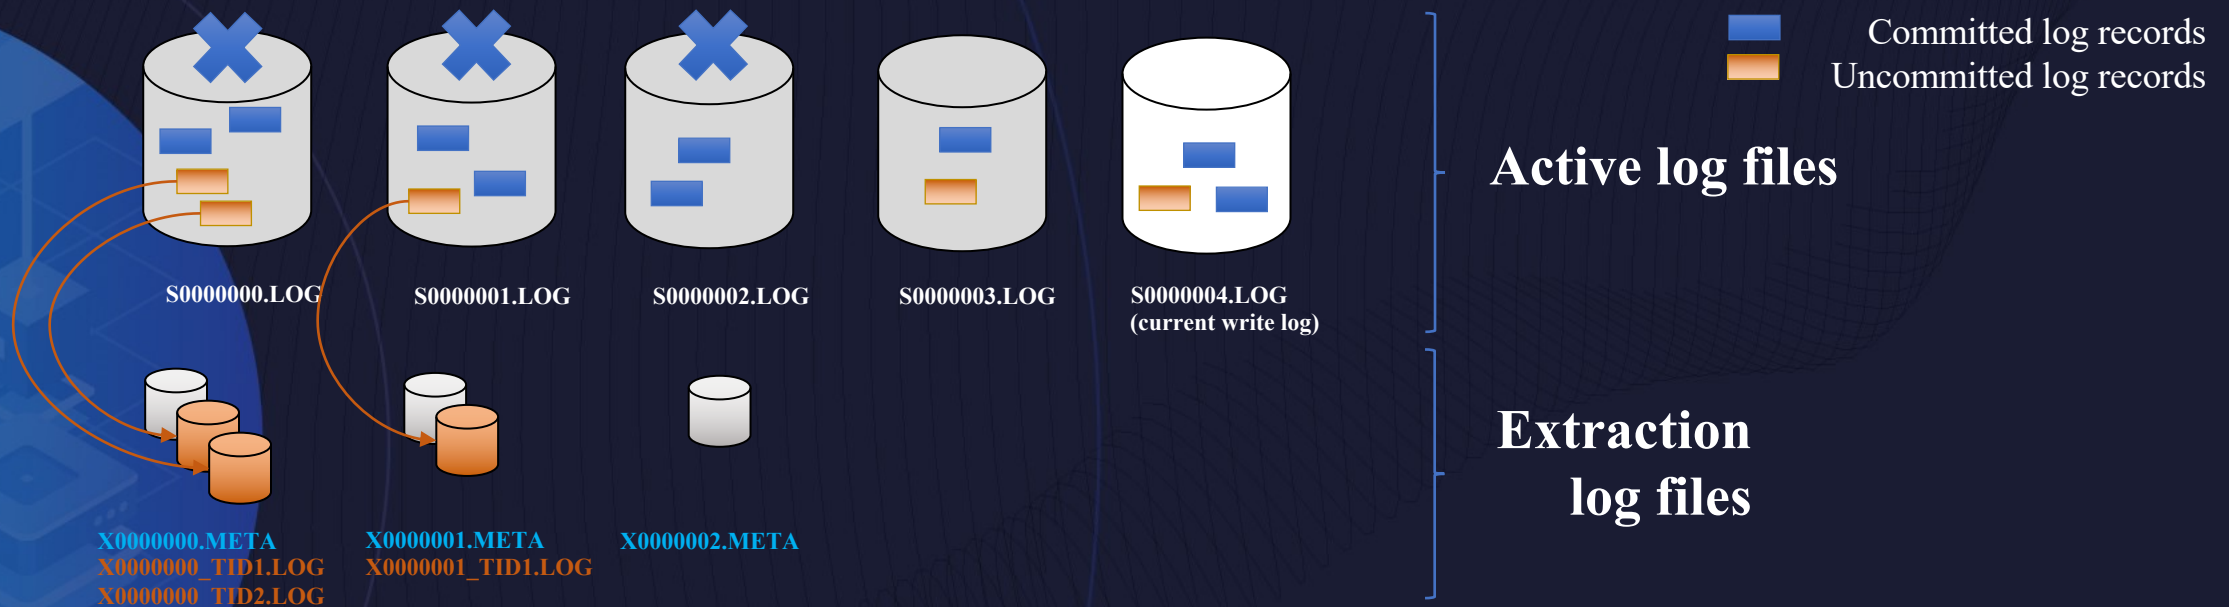 Committed log records
Uncommitted log records
Active log files
S0000000.LOG
S0000001.LOG
S0000002.LOG
S0000003.LOG
S0000004.LOG
(current write log)
Extraction
log files
X0000000.META
X0000000_TID1.LOG
X0000000_TID2.LOG
X0000001.META
X0000001_TID1.LOG
X0000002.META